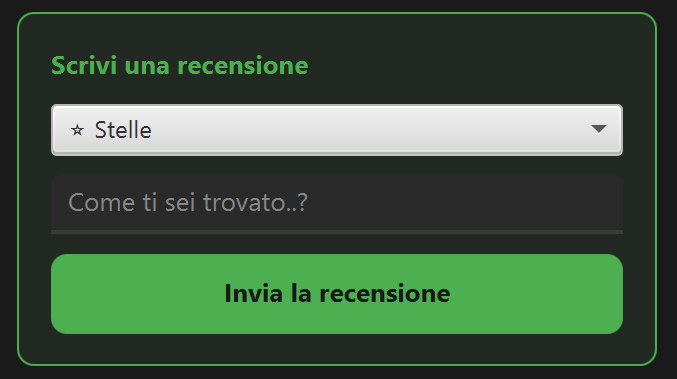 Scrivi una recensione
⭐ Stelle
Come ti sei trovato..?
Invia la recensione